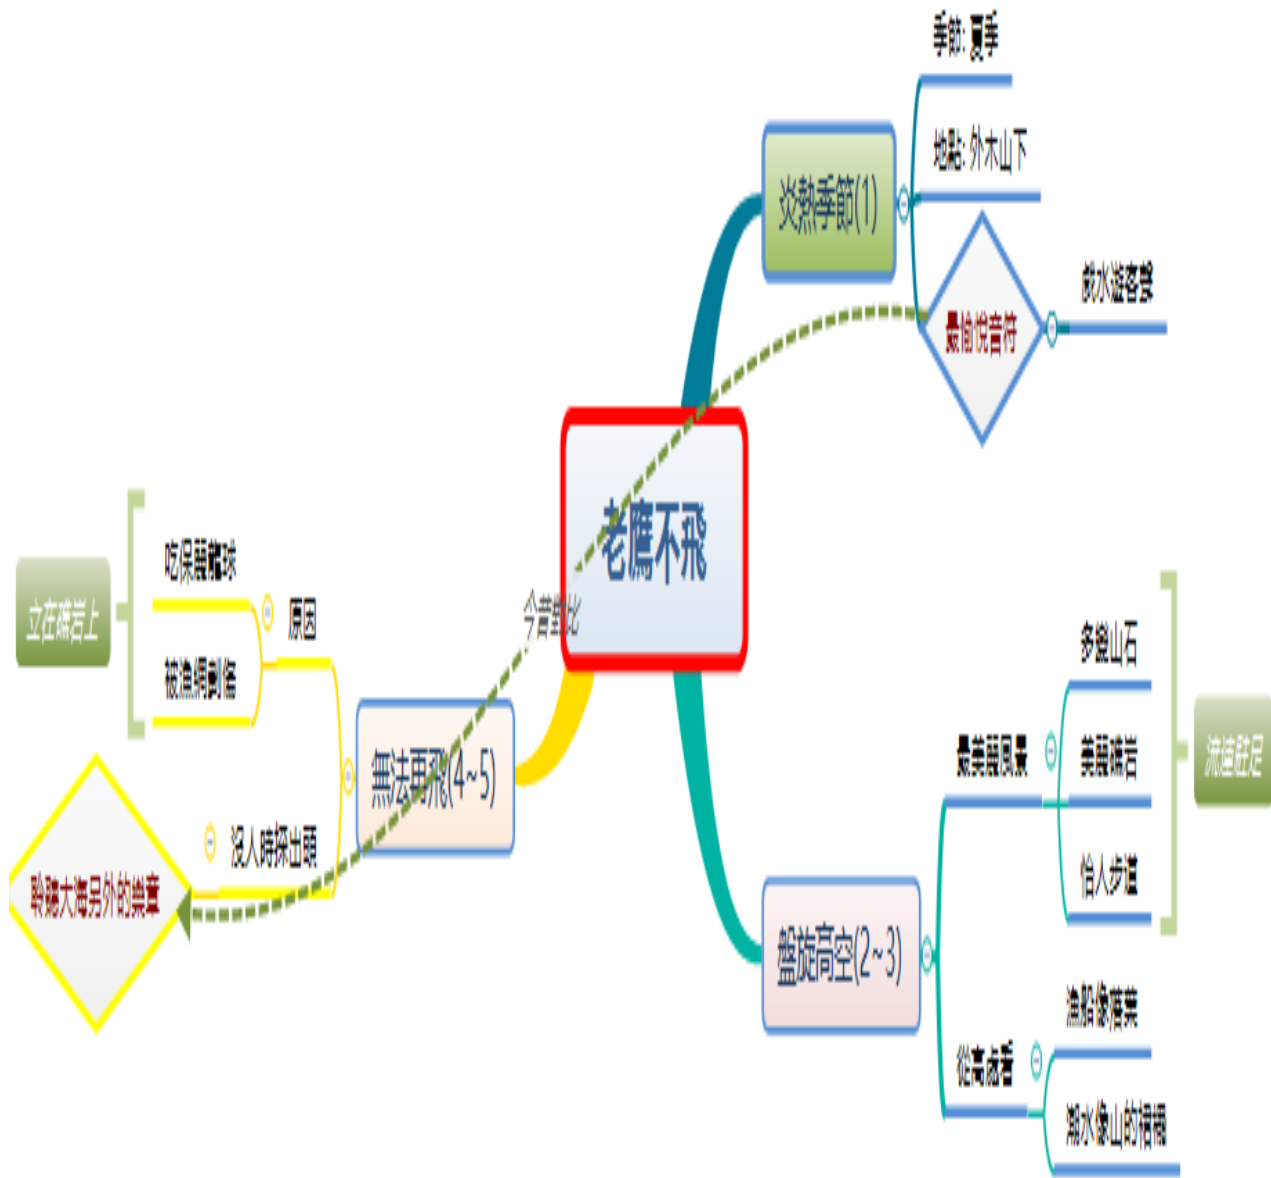 季節: 夏季
地點: 外木山下
炎熱季節(1)
最愉悅音符
戲水遊客聲
老鷹不飛
今昔對比
吃保麗龍球
原因
被漁網割傷
立在礁岩上
無法再飛(4~5)
沒人時探出頭
聆聽大海另外的樂章
多變山石
最美麗風景
美麗礁岩
怡人步道
流連駐足
盤旋高空(2~3)
漁船像落葉
從高處看
潮水像山的裙襬